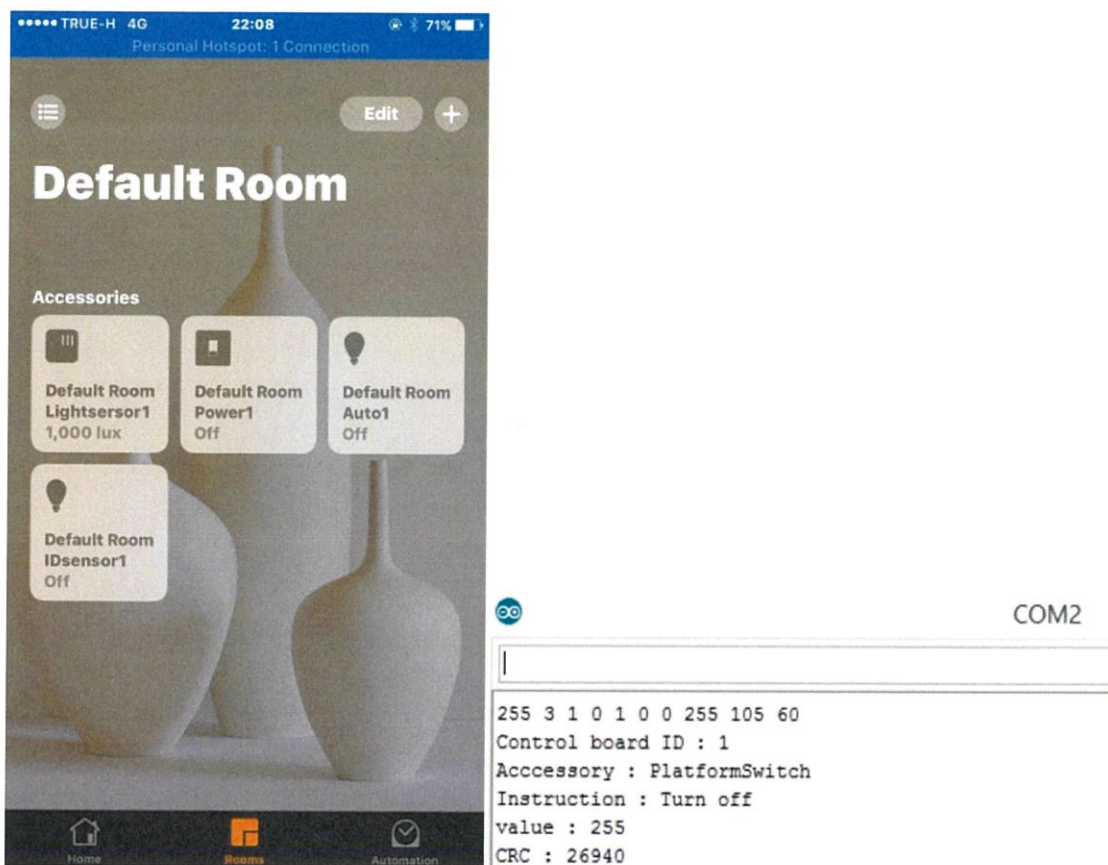 ●●●●● TRUE-H 4G 22:08 71%
Personal Hotspot: 1 Connection
Edit +
Default Room
Accessories
Default Room
Lightsersor1
1,000 lux
Default Room
Power1
Off
Default Room
Auto1
Off
Default Room
IDsensor1
Off
Home Rooms Automation
COM2
255 3 1 0 1 0 0 255 105 60
Control board ID : 1
Acccessory : PlatformSwitch
Instruction : Turn off
value : 255
CRC : 26940